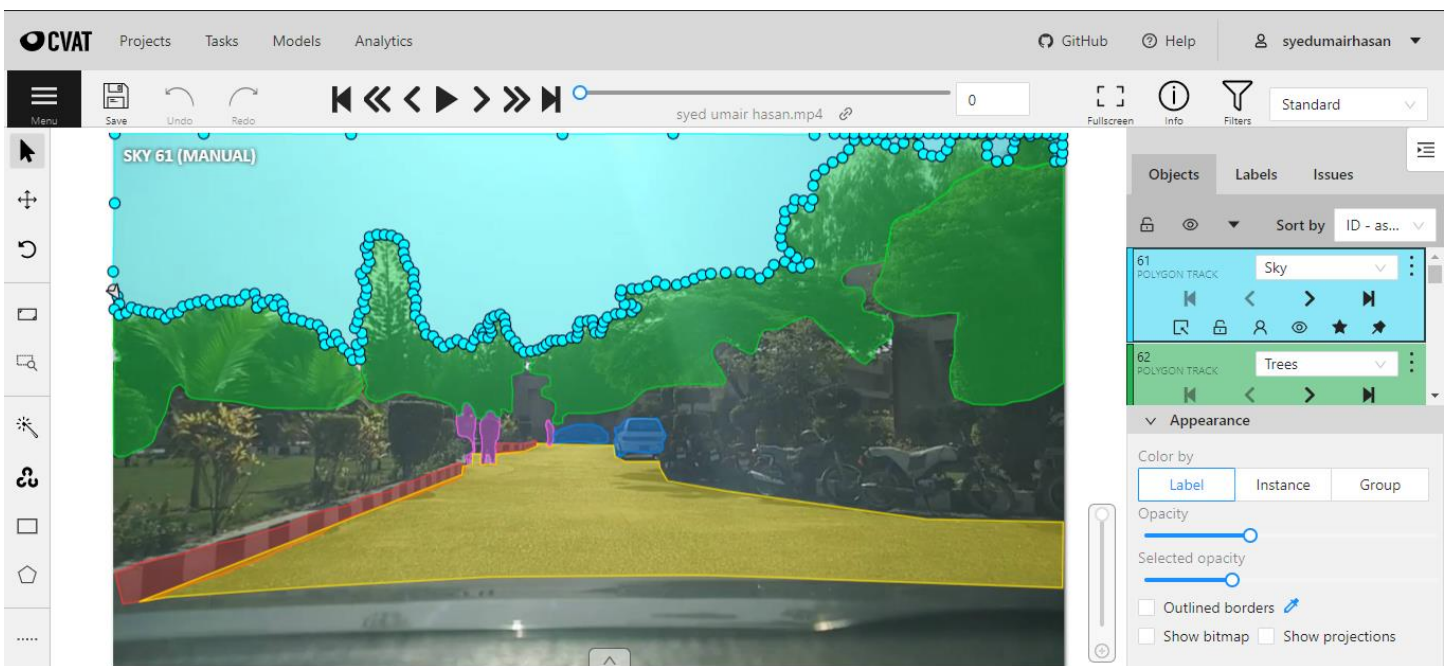 CVAT Projects Tasks Models Analytics GitHub Help syedumairhasan
Menu Save Undo Redo syed umair hasan.mp4 0 Fullscreen Info Filters Standard
SKY 61 (MANUAL)
Objects Labels Issues
Sort by ID - as...
61 Sky
POLYGON TRACK
62 Trees
POLYGON TRACK
Appearance
Color by
Label Instance Group
Opacity
Selected opacity
Outlined borders
Show bitmap Show projections